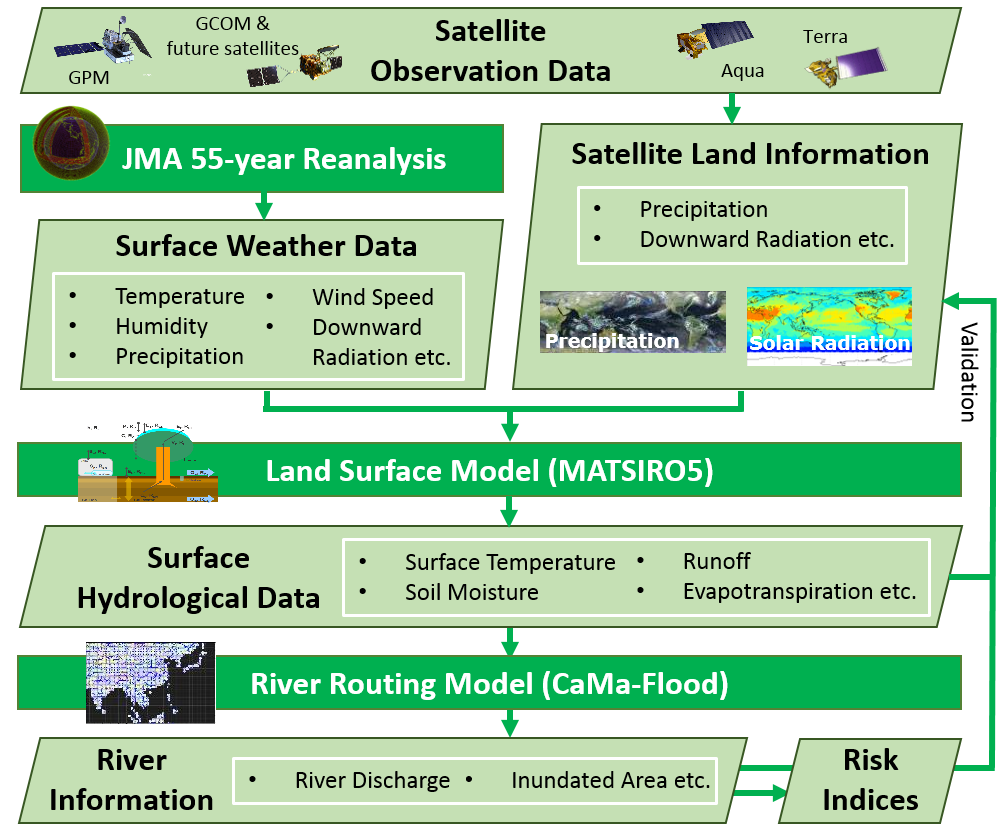 Satellite
Observation Data
GPM
GCOM &
future satellites
Aqua
Terra
JMA 55-year Reanalysis
Surface Weather Data
• Temperature
• Humidity
• Precipitation
• Wind Speed
• Downward
Radiation etc.
Satellite Land Information
• Precipitation
• Downward Radiation etc.
Precipitation
Solar Radiation
Validation
Land Surface Model (MATSIRO5)
Surface
Hydrological Data
• Surface Temperature
• Soil Moisture
• Runoff
• Evapotranspiration etc.
River Routing Model (CaMa-Flood)
River
Information
• River Discharge
• Inundated Area etc.
Risk
Indices